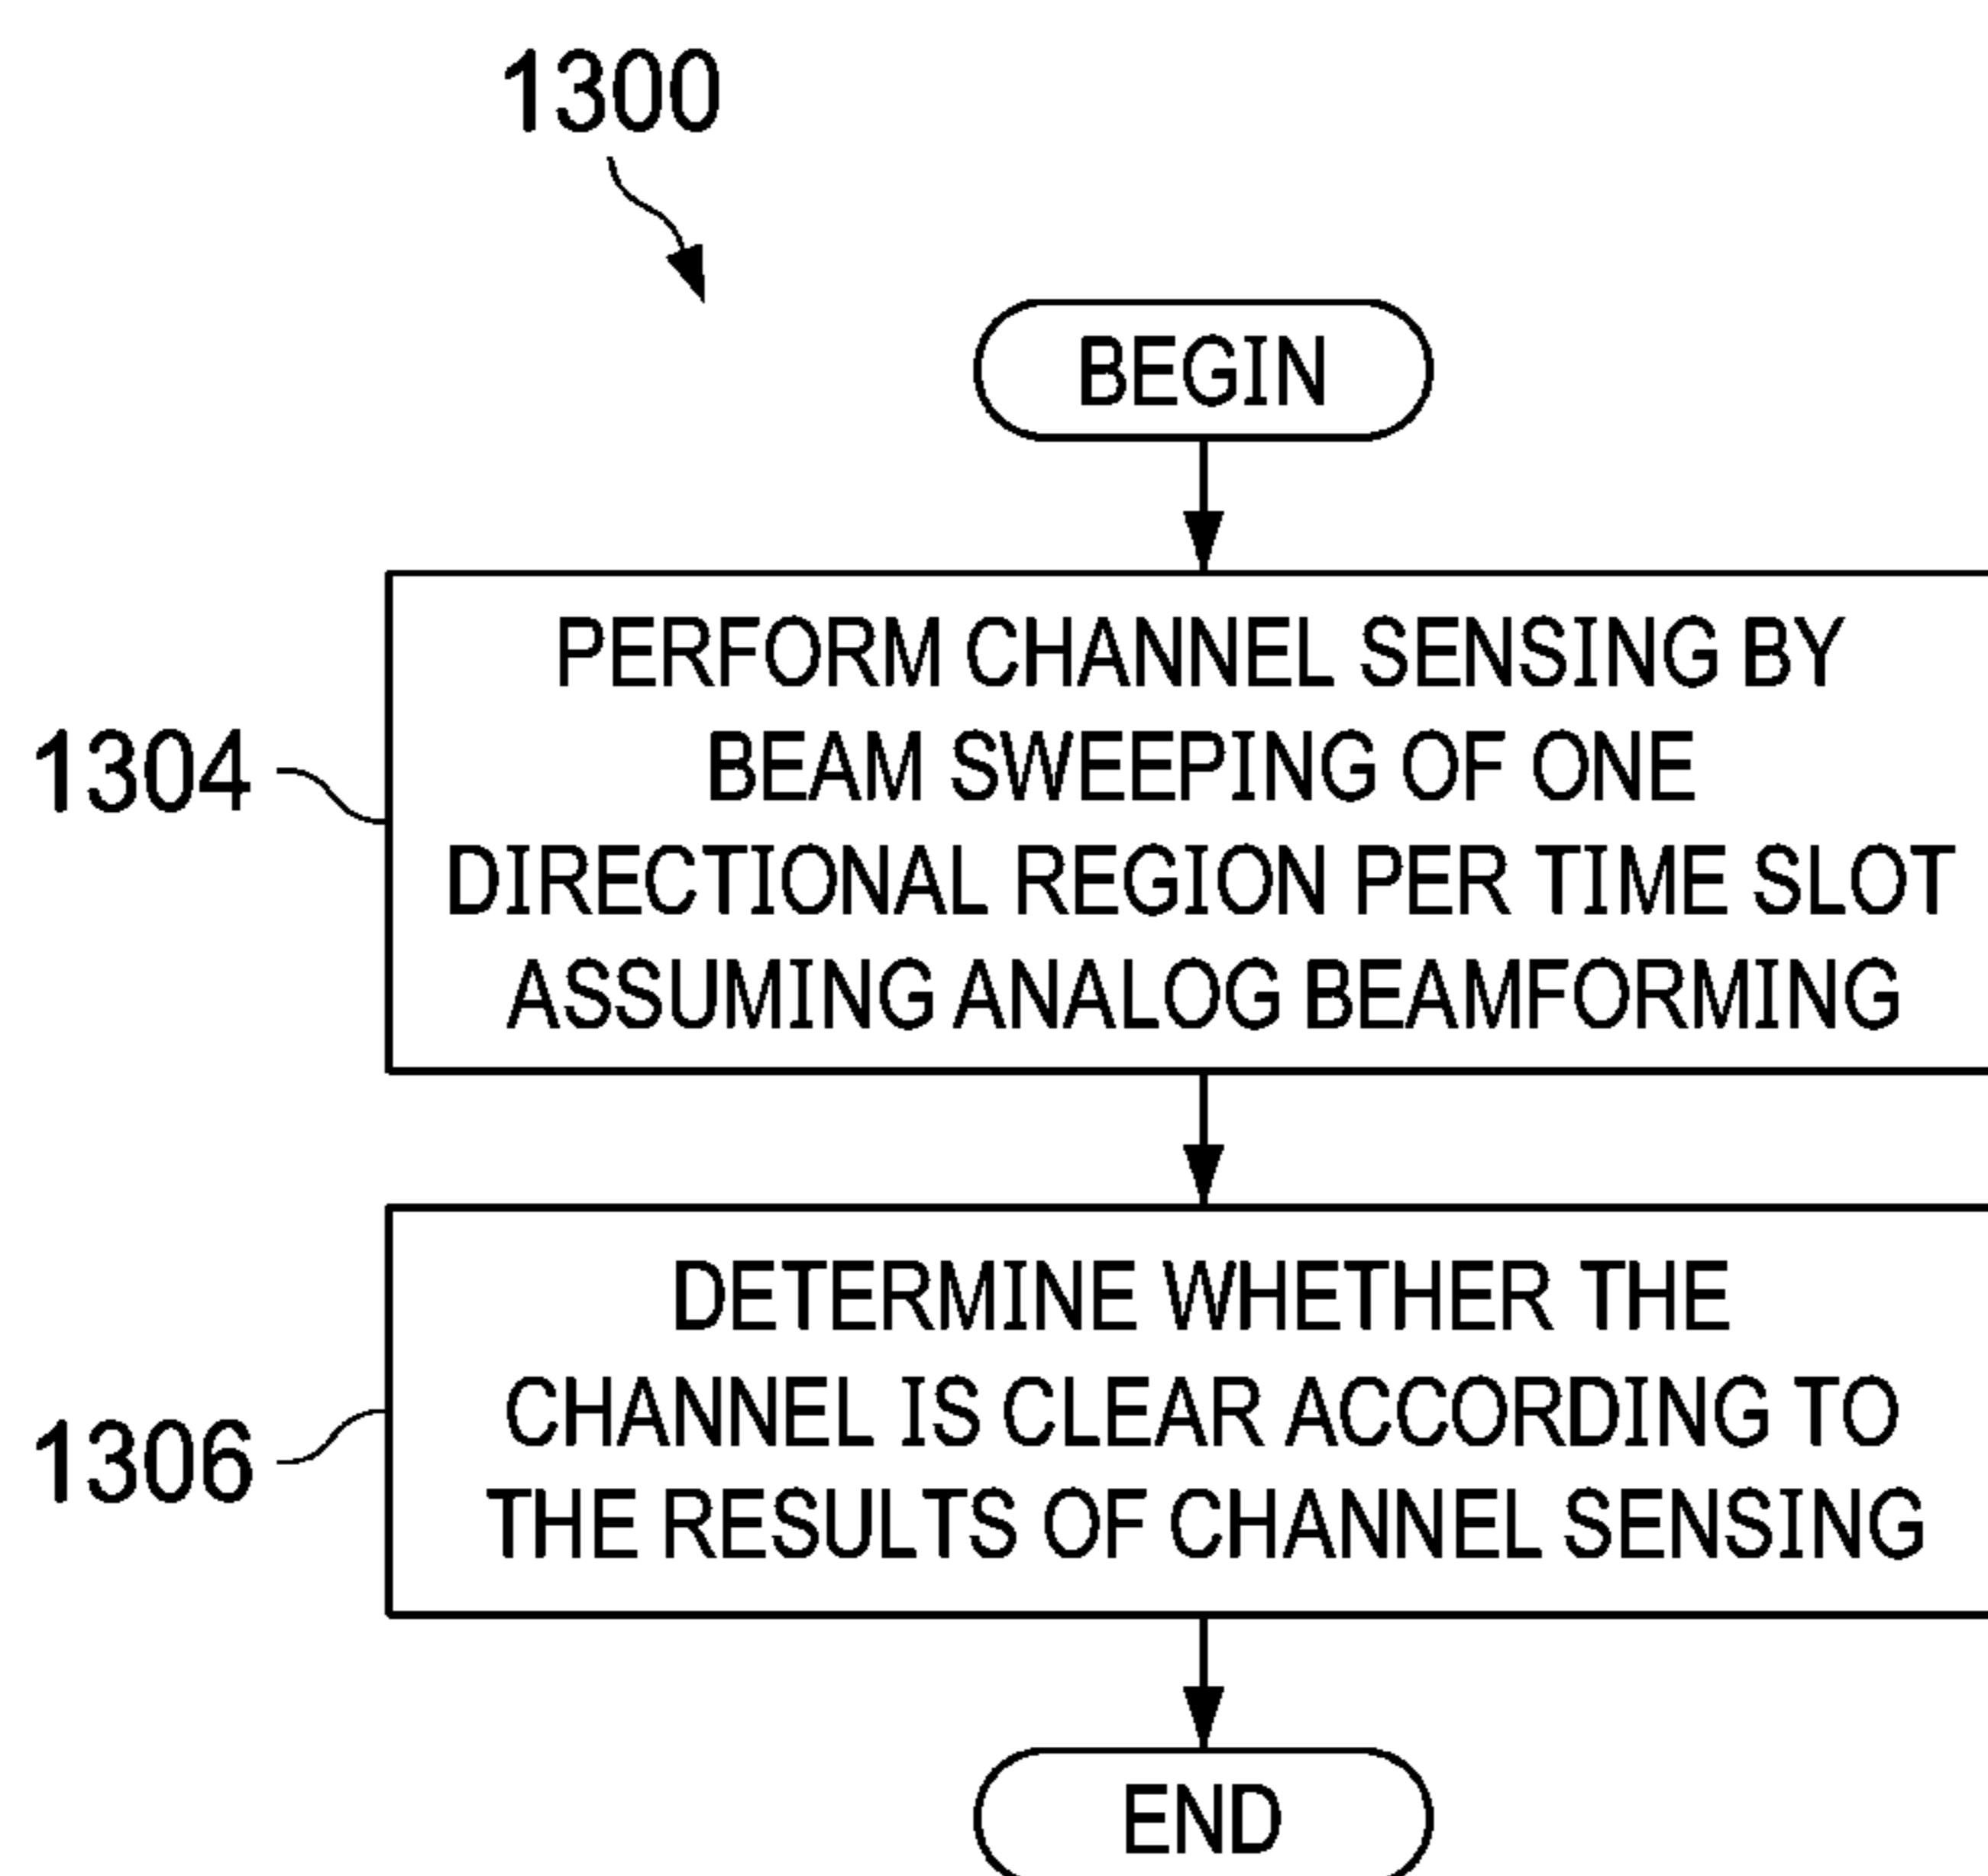 1300
BEGIN
PERFORM CHANNEL SENSING BY
BEAM SWEEPING OF ONE
DIRECTIONAL REGION PER TIME SLOT
ASSUMING ANALOG BEAMFORMING
1304
DETERMINE WHETHER THE
CHANNEL IS CLEAR ACCORDING TO
THE RESULTS OF CHANNEL SENSING
1306
END